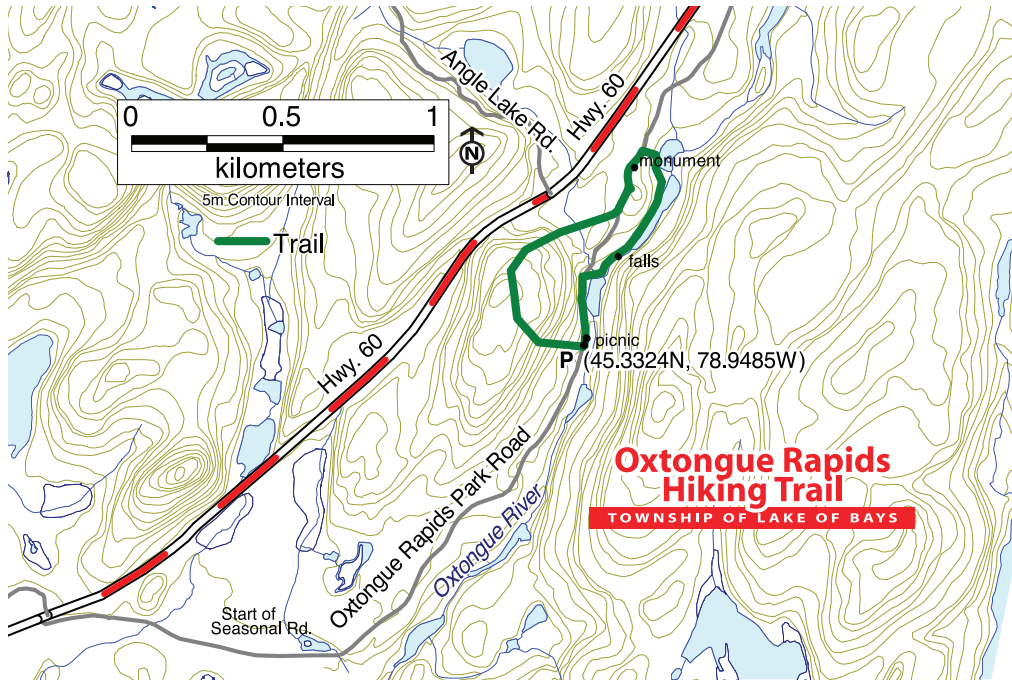 Angle Lake Rd.
Hwy. 60
0 0.5 1
kilometers
N
5m Contour Interval
Trail
monument
falls
picnic
P (45.3324N, 78.9485W)
Hwy. 60
Oxtongue Rapids Park Road
Oxtongue River
Oxtongue Rapids
Hiking Trail
TOWNSHIP OF LAKE OF BAYS
Start of
Seasonal Rd.